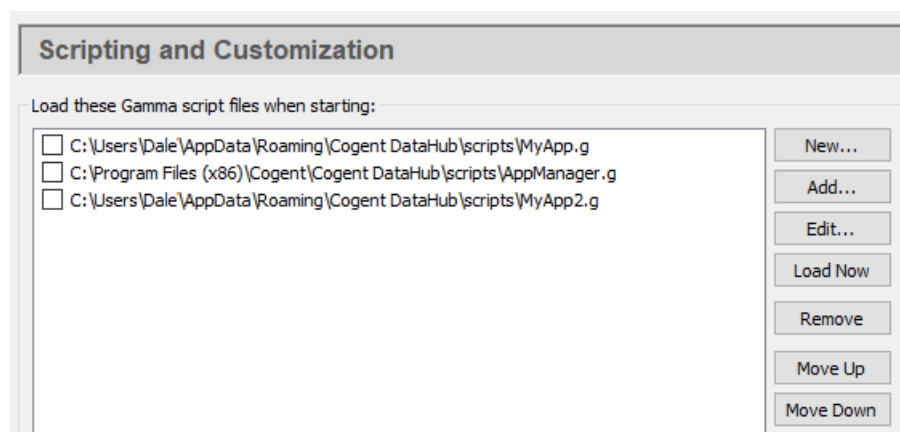 Scripting and Customization
Load these Gamma script files when starting:
C:\Users\Dale\AppData\Roaming\Cogent DataHub\scripts\MyApp.g
C:\Program Files (x86)\Cogent\Cogent DataHub\scripts\AppManager.g
C:\Users\Dale\AppData\Roaming\Cogent DataHub\scripts\MyApp2.g
New...
Add...
Edit...
Load Now
Remove
Move Up
Move Down